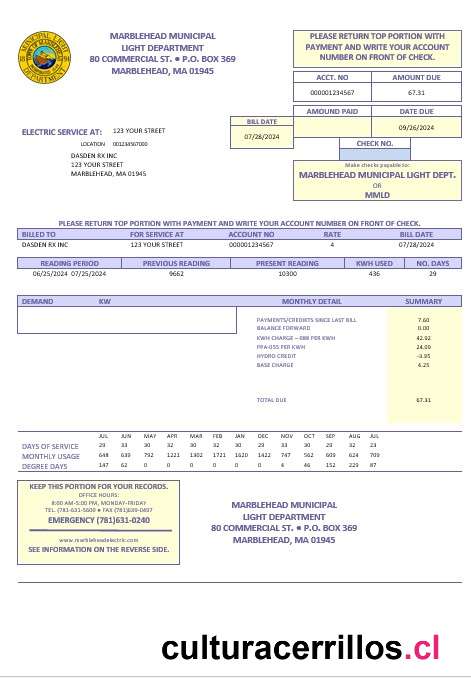 MARBLEHEAD MUNICIPAL
LIGHT DEPARTMENT
80 COMMERCIAL ST. • P.O. BOX 369
MARBLEHEAD, MA 01945
PLEASE RETURN TOP PORTION WITH
PAYMENT AND WRITE YOUR ACCOUNT
NUMBER ON FRONT OF CHECK.
ACCT. NO AMOUNT DUE
000001234567 67.31
AMOUNT PAID DATE DUE
09/26/2024
BILL DATE
07/28/2024
CHECK NO.
ELECTRIC SERVICE AT: 123 YOUR STREET
LOCATION 001234567000
DASDEN RX INC
123 YOUR STREET
MARBLEHEAD, MA 01945
Make checks payable to:
MARBLEHEAD MUNICIPAL LIGHT DEPT.
OR
MMLD
PLEASE RETURN TOP PORTION WITH PAYMENT AND WRITE YOUR ACCOUNT NUMBER ON FRONT OF CHECK.
BILLED TO FOR SERVICE AT ACCOUNT NO RATE BILL DATE
DASDEN RX INC 123 YOUR STREET 000001234567 4 07/28/2024
READING PERIOD PREVIOUS READING PRESENT READING KWH USED NO. DAYS
06/25/2024 07/25/2024 9662 10300 436 29
DEMAND KW MONTHLY DETAIL SUMMARY
PAYMENTS/CREDITS SINCE LAST BILL 7.60
BALANCE FORWARD 0.00
KWH CHARGE PER KWH 42.92
PER KWH 24.09
HYDRO CREDIT -3.95
BASE CHARGE 4.25
TOTAL DUE 67.31
JUL JUN MAY APR MAR FEB JAN DEC NOV OCT SEP AUG JUL
DAYS OF SERVICE 29 33 30 32 29 30 29 33 30 29 30 32 23
MONTHLY USAGE 648 639 792 1221 1302 1721 1620 1422 747 562 609 624 709
DEGREE DAYS 147 62 0 0 0 0 0 0 4 46 152 229 87
KEEP THIS PORTION FOR YOUR RECORDS.
OFFICE HOURS:
8:00 AM-5:00 PM, MONDAY-FRIDAY
TEL. (781)-631-5600 • FAX (781)639-0497
EMERGENCY (781)631-0240
www.marbleheadelectric.com
SEE INFORMATION ON THE REVERSE SIDE.
MARBLEHEAD MUNICIPAL
LIGHT DEPARTMENT
80 COMMERCIAL ST. • P.O. BOX 369
MARBLEHEAD, MA 01945
culturacerrillos.cl